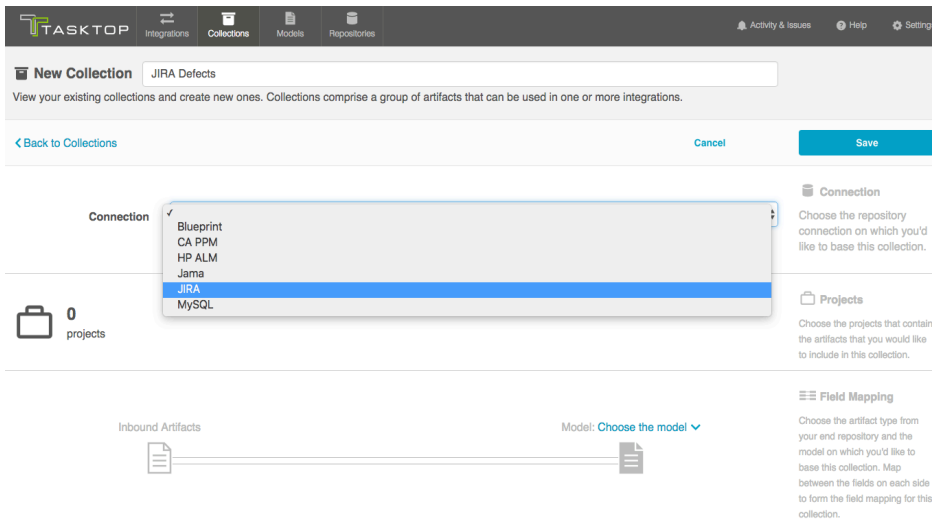 TASKTOP
Integrations
Collections
Models
Repositories
Activity & Issues
Help
Setting
New Collection
JIRA Defects
View your existing collections and create new ones. Collections comprise a group of artifacts that can be used in one or more integrations.
Back to Collections
Cancel
Save
Connection
Blueprint
CA PPM
HP ALM
Jama
JIRA
MySQL
Connection
Choose the repository
connection on which you'd
like to base this collection.
0
projects
Projects
Choose the projects that contain
the artifacts that you would like
to include in this collection.
Inbound Artifacts
Model: Choose the model
Field Mapping
Choose the artifact type from
your end repository and the
model on which you'd like to
base this collection. Map
between the fields on each side
to form the field mapping for this
collection.